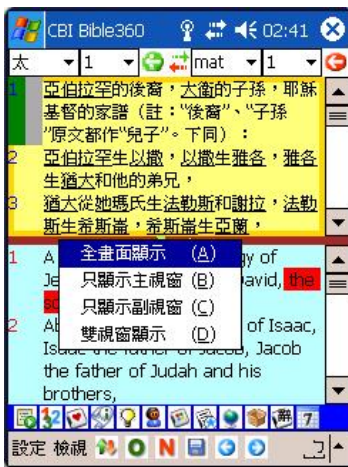 CBI Bible360 02:41
太 1 mat 1
1 亞伯拉罕的後裔，大衛的子孫，耶穌
基督的家譜（註："後裔"、"子孫
"原文都作"兒子"。下同）：
2 亞伯拉罕生以撒，以撒生雅各，雅各
生猶大和他的弟兄，
3 猶大從她瑪氏生法勒斯和謝拉，法勒
斯生希斯崙，希斯崙生亞蘭，
全畫面顯示 (A)
只顯示主視窗 (B)
只顯示副視窗 (C)
雙視窗顯示 (D)
1 A gy of
Je avid, the
2 Ab of Isaac,
Isaac the father of Jacob, Jacob
the father of Judah and his
brothers,
32 7
設定 檢視 O N